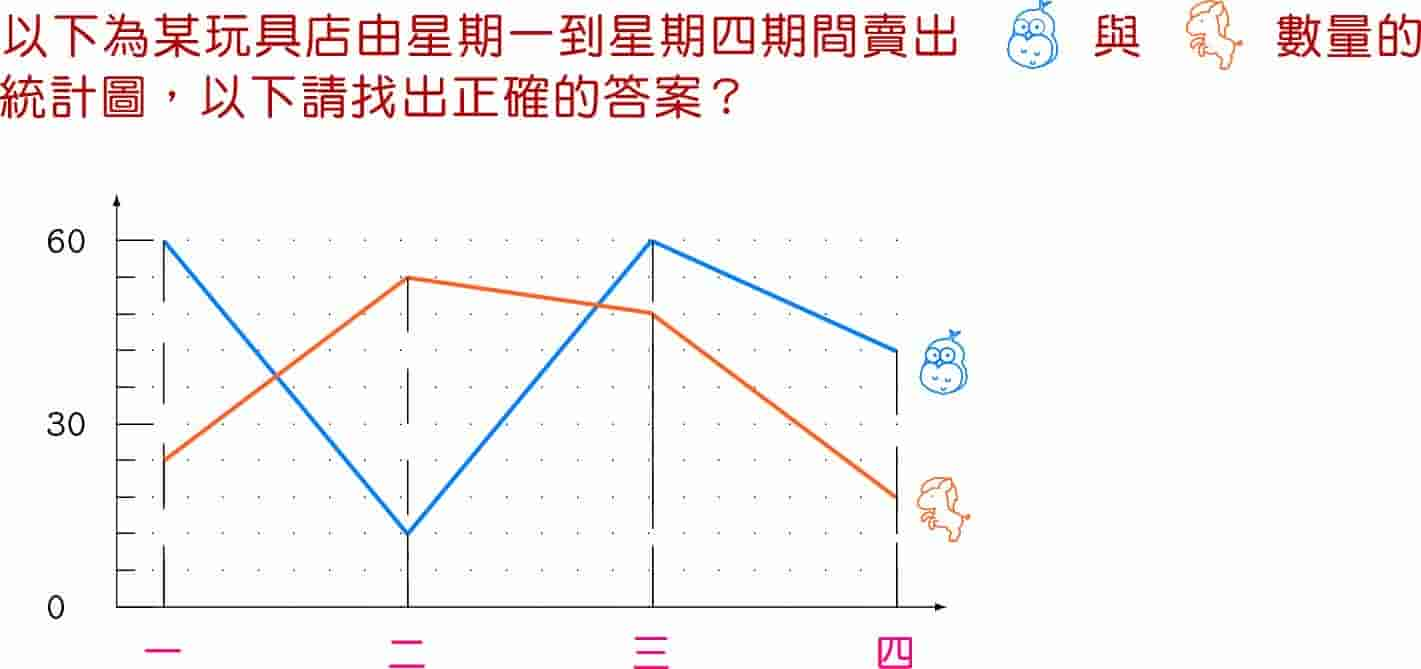 以下為某玩具店由星期一到星期四期間賣出 與 數量的
統計圖，以下請找出正確的答案？
60
30
0
一 二 三 四